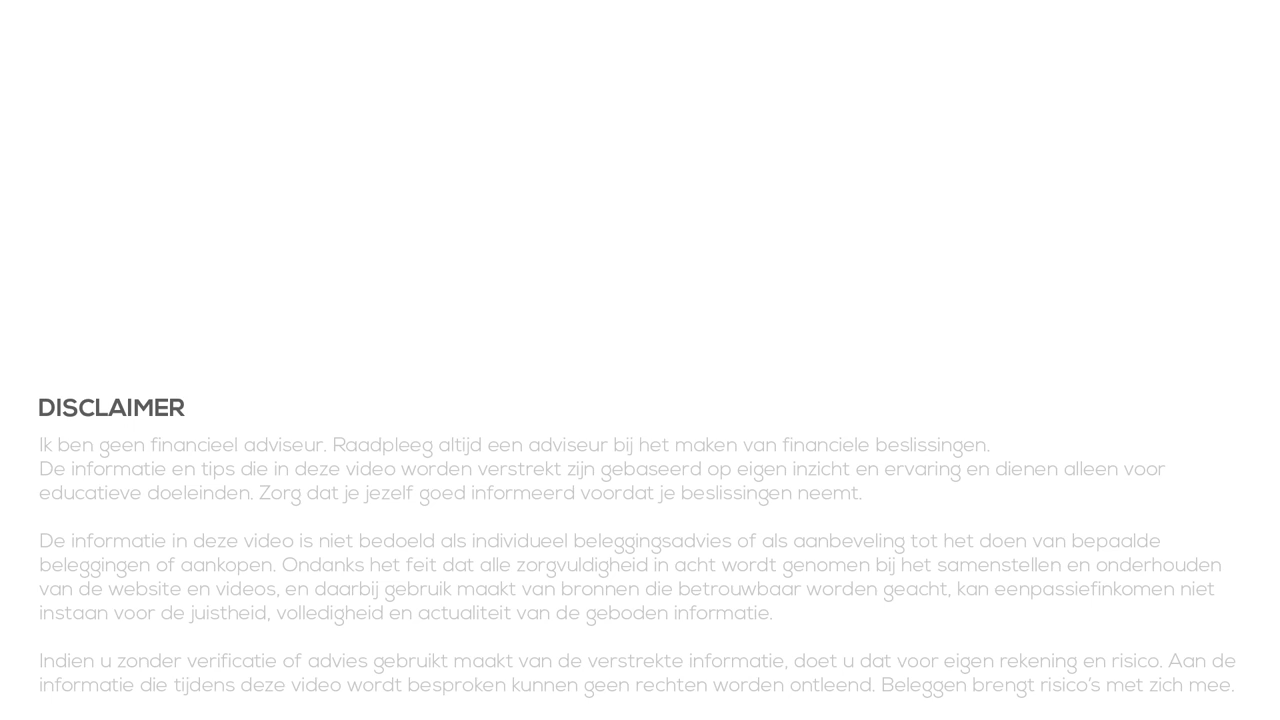 DISCLAIMER
Ik ben geen financieel adviseur. Raadpleeg altijd een adviseur bij het maken van financiele beslissingen.
De informatie en tips die in deze video worden verstrekt zijn gebaseerd op eigen inzicht en ervaring en dienen alleen voor
educatieve doeleinden. Zorg dat je jezelf goed informeerd voordat je beslissingen neemt.
De informatie in deze video is niet bedoeld als individueel beleggingsadvies of als aanbeveling tot het doen van bepaalde
beleggingen of aankopen. Ondanks het feit dat alle zorgvuldigheid in acht wordt genomen bij het samenstellen en onderhouden
van de website en videos, en daarbij gebruik maakt van bronnen die betrouwbaar worden geacht, kan eenpassiefinkomen niet
instaan voor de juistheid, volledigheid en actualiteit van de geboden informatie.
Indien u zonder verificatie of advies gebruikt maakt van de verstrekte informatie, doet u dat voor eigen rekening en risico. Aan de
informatie die tijdens deze video wordt besproken kunnen geen rechten worden ontleend. Beleggen brengt risico's met zich mee.